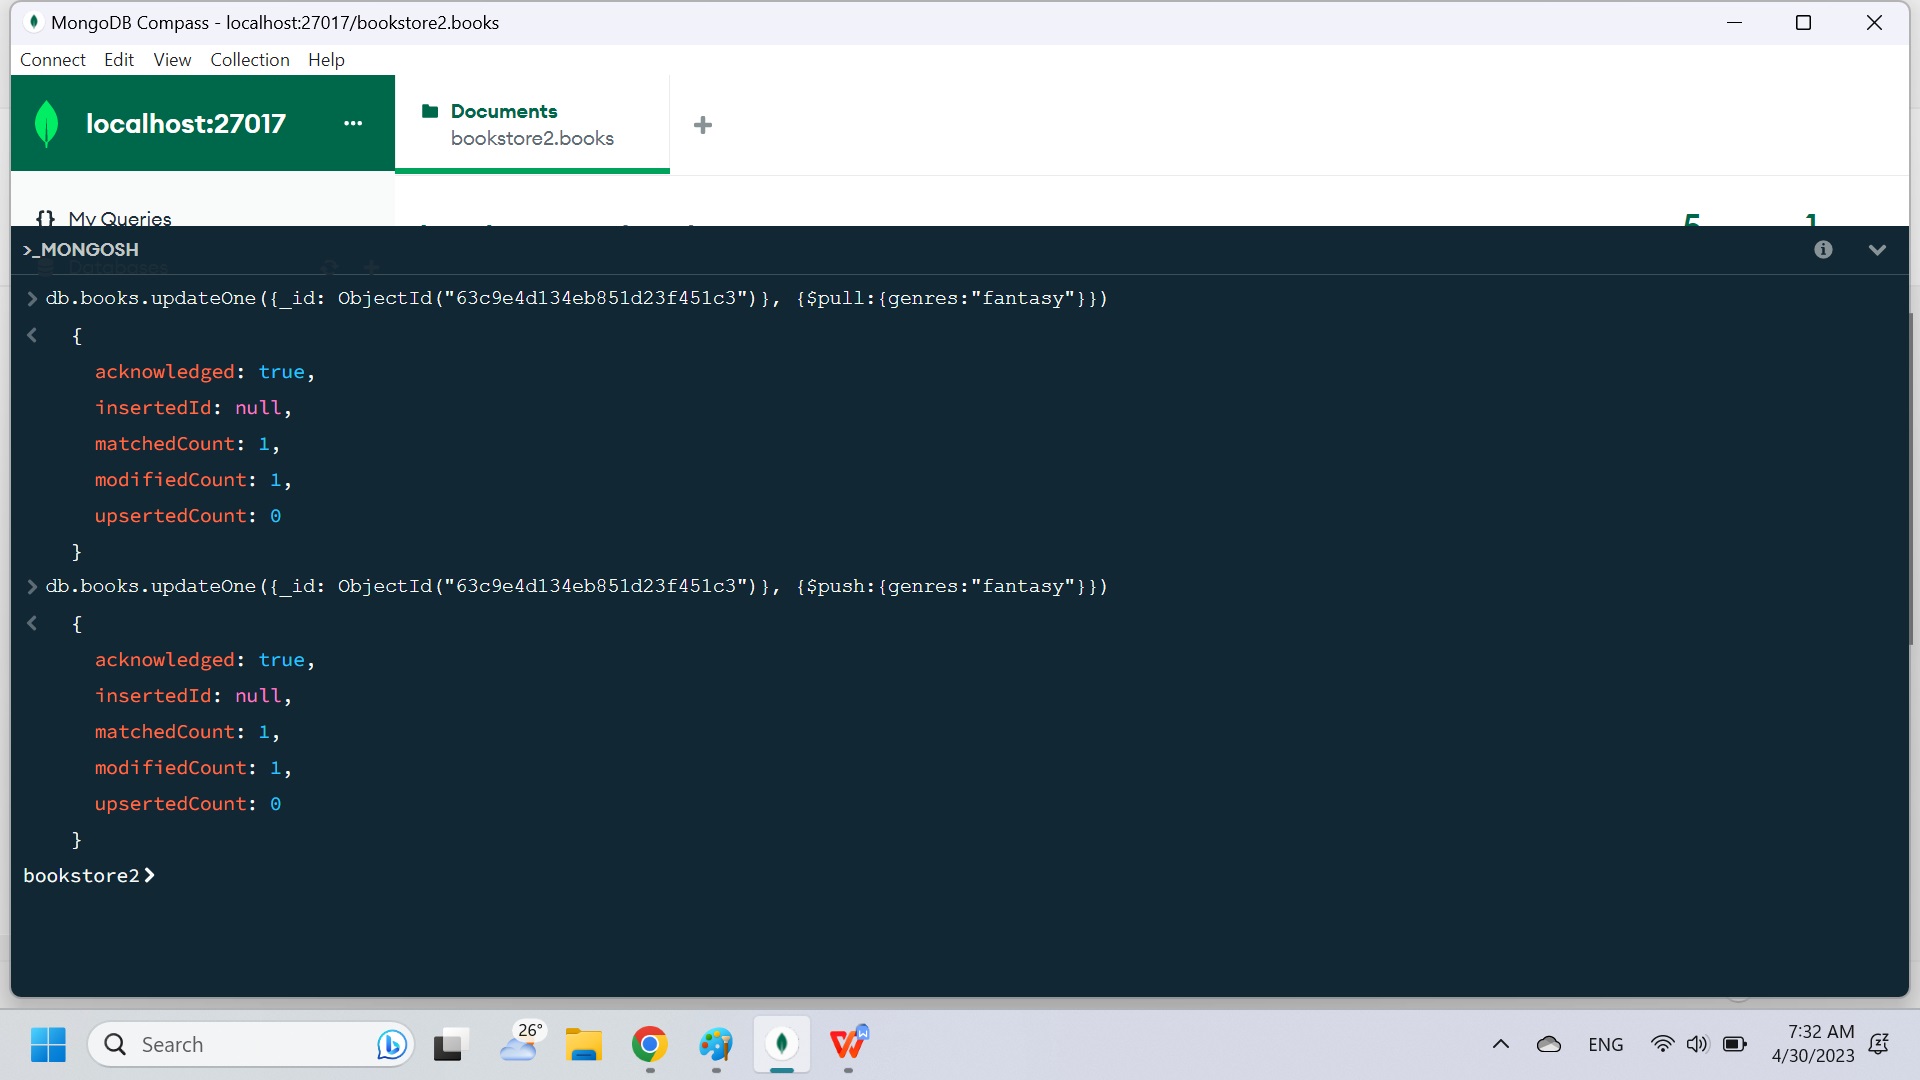 MongoDB Compass - localhost:27017/bookstore2.books
Connect Edit View Collection Help
localhost:27017 ...
Documents
bookstore2.books
{} My Queries
5 1
>_MONGOSH
Databases
> db.books.updateOne({_id: ObjectId("63c9e4d134eb851d23f451c3")}, {$pull:{genres:"fantasy"}})
< {
acknowledged: true,
insertedId: null,
matchedCount: 1,
modifiedCount: 1,
upsertedCount: 0
}
> db.books.updateOne({_id: ObjectId("63c9e4d134eb851d23f451c3")}, {$push:{genres:"fantasy"}})
< {
acknowledged: true,
insertedId: null,
matchedCount: 1,
modifiedCount: 1,
upsertedCount: 0
}
bookstore2>
Search
26°
ENG
7:32 AM
4/30/2023